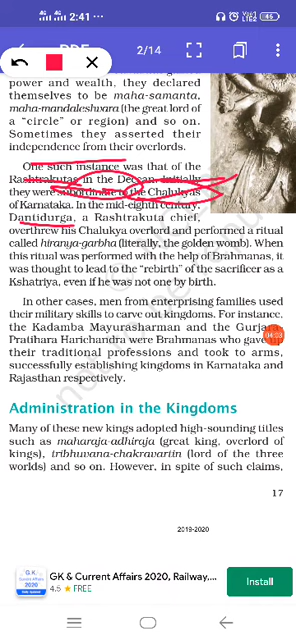 2:41
46
2/14
power and wealth, they declared
themselves to be maha-samanta,
maha-mandaleshvara (the great lord of
a "circle" or region) and so on.
Sometimes they asserted their
independence from their overlords.
One such instance was that of the
Rashtrakutas in the Deccan. Initially
they were subordinate to the Chalukyas
of Karnataka. In the mid-eighth century,
Dantidurga, a Rashtrakuta chief,
overthrew his Chalukya overlord and performed a ritual
called hiranya-garbha (literally, the golden womb). When
this ritual was performed with the help of Brahmanas, it
was thought to lead to the "rebirth" of the sacrificer as a
Kshatriya, even if he was not one by birth.
In other cases, men from enterprising families used
their military skills to carve out kingdoms. For instance,
the Kadamba Mayurasharman and the Gurjara-
Pratihara Harichandra were Brahmanas who gave up
their traditional professions and took to arms,
successfully establishing kingdoms in Karnataka and
Rajasthan respectively.
Administration in the Kingdoms
Many of these new kings adopted high-sounding titles
such as maharaja-adhiraja (great king, overlord of
kings), tribhuvana-chakravartin (lord of the three
worlds) and so on. However, in spite of such claims,
17
2019-2020
GK & Current Affairs 2020, Railway,...
4.5 ★ FREE
Install